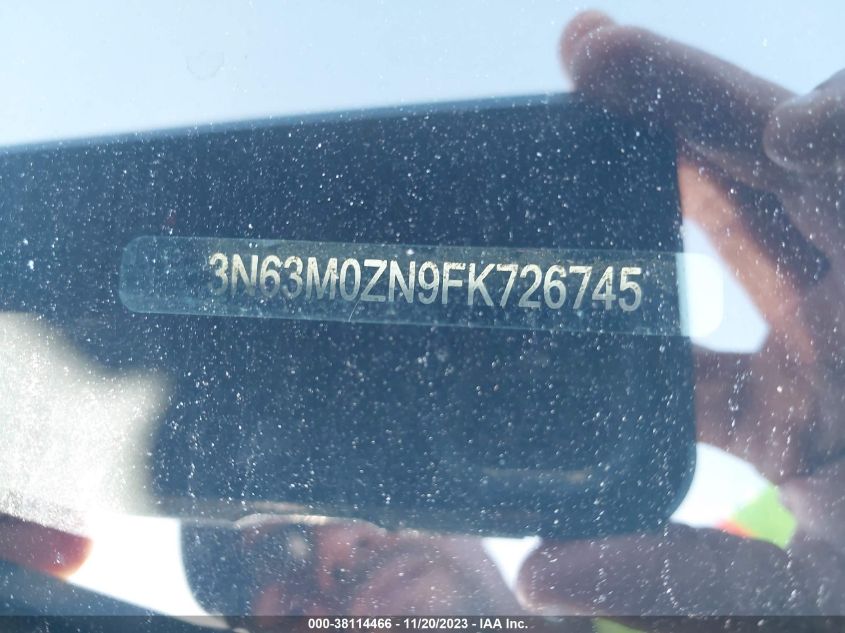 3N63M0ZN9FK726745
000-38114466 - 11/20/2023 - IAA Inc.